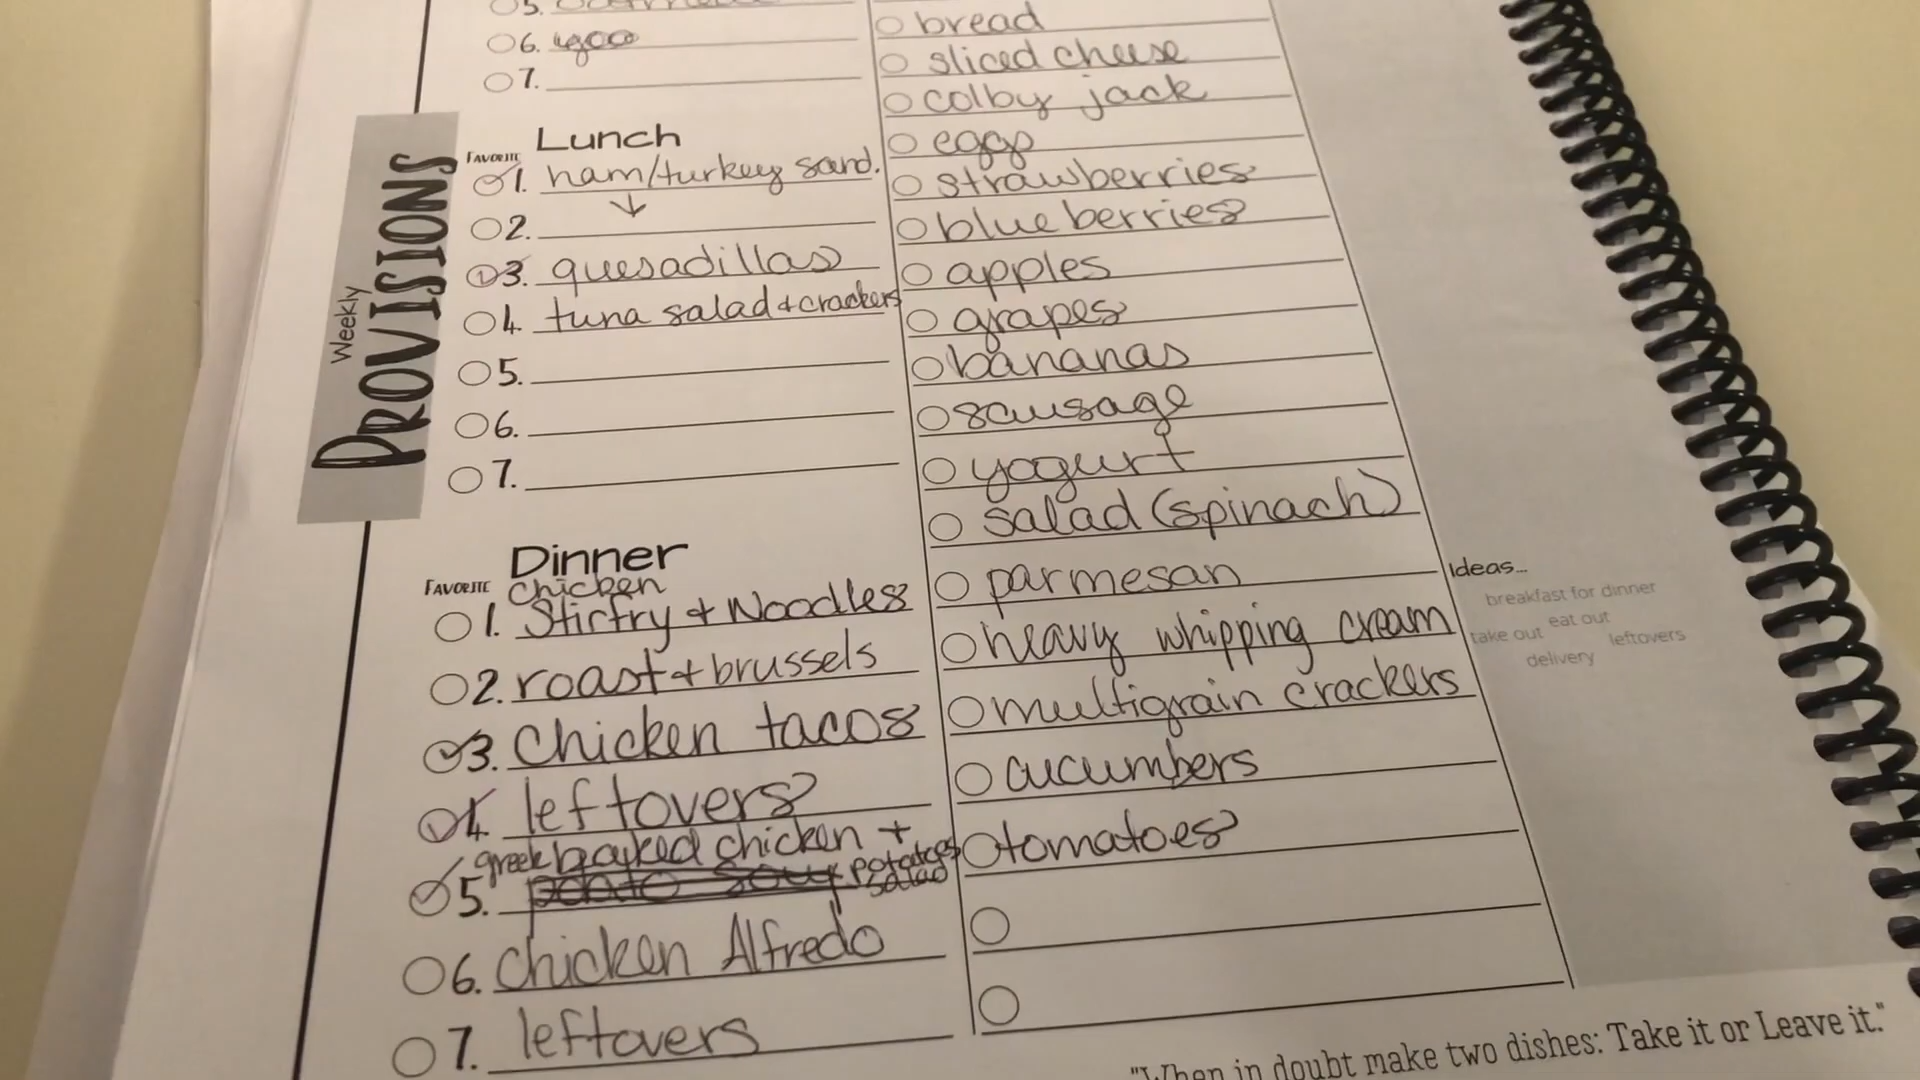 5.
6.
7.
Weekly
PROVISIONS
Lunch
FAVORITE
1. ham/turkey sand.
2. ↓
3. quesadillas
4. tuna salad + crackers
5.
6.
7.
Dinner
FAVORITE
chicken
1. Stirfry + Noodles
2. roast + brussels
3. Chicken tacos
4. leftovers
greek baked chicken +
5. potato soup potatoes
salad
6. Chicken Alfredo
7. leftovers
bread
sliced cheese
colby jack
eggs
strawberries
blueberries
apples
grapes
bananas
sausage
yogurt
salad (spinach)
parmesan
heavy whipping cream
multigrain crackers
cucumbers
tomatoes
Ideas...
breakfast for dinner
take out eat out
leftovers
delivery
"When in doubt make two dishes: Take it or Leave it."